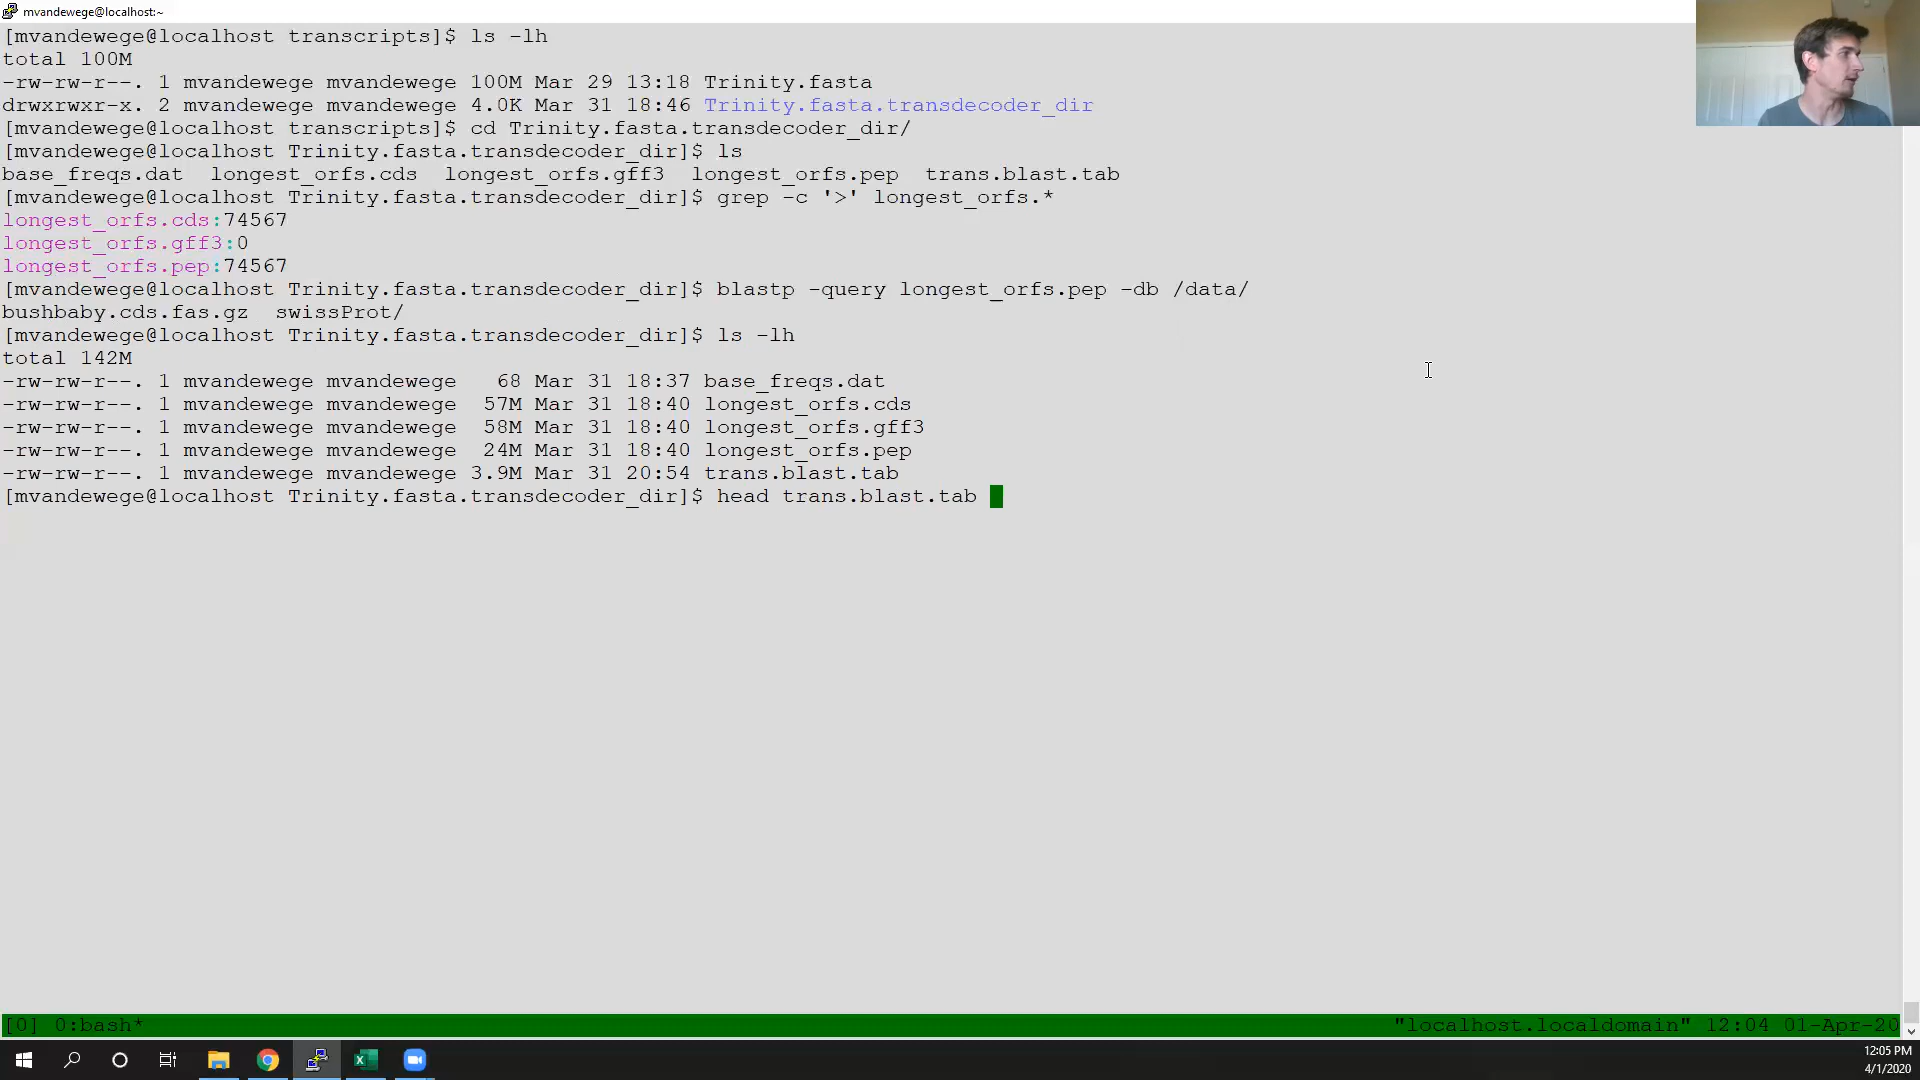 mvandewege@localhost:~
[mvandewege@localhost transcripts]$ ls -lh
total 100M
-rw-rw-r--. 1 mvandewege mvandewege 100M Mar 29 13:18 Trinity.fasta
drwxrwxr-x. 2 mvandewege mvandewege 4.0K Mar 31 18:46 Trinity.fasta.transdecoder_dir
[mvandewege@localhost transcripts]$ cd Trinity.fasta.transdecoder_dir/
[mvandewege@localhost Trinity.fasta.transdecoder_dir]$ ls
base_freqs.dat  longest_orfs.cds  longest_orfs.gff3  longest_orfs.pep  trans.blast.tab
[mvandewege@localhost Trinity.fasta.transdecoder_dir]$ grep -c '>' longest_orfs.*
longest_orfs.cds:74567
longest_orfs.gff3:0
longest_orfs.pep:74567
[mvandewege@localhost Trinity.fasta.transdecoder_dir]$ blastp -query longest_orfs.pep -db /data/
bushbaby.cds.fas.gz  swissProt/
[mvandewege@localhost Trinity.fasta.transdecoder_dir]$ ls -lh
total 142M
-rw-rw-r--. 1 mvandewege mvandewege   68 Mar 31 18:37 base_freqs.dat
-rw-rw-r--. 1 mvandewege mvandewege  57M Mar 31 18:40 longest_orfs.cds
-rw-rw-r--. 1 mvandewege mvandewege  58M Mar 31 18:40 longest_orfs.gff3
-rw-rw-r--. 1 mvandewege mvandewege  24M Mar 31 18:40 longest_orfs.pep
-rw-rw-r--. 1 mvandewege mvandewege 3.9M Mar 31 20:54 trans.blast.tab
[mvandewege@localhost Trinity.fasta.transdecoder_dir]$ head trans.blast.tab
[0] 0:bash* "localhost.localdomain" 12:04 01-Apr-20
12:05 PM
4/1/2020